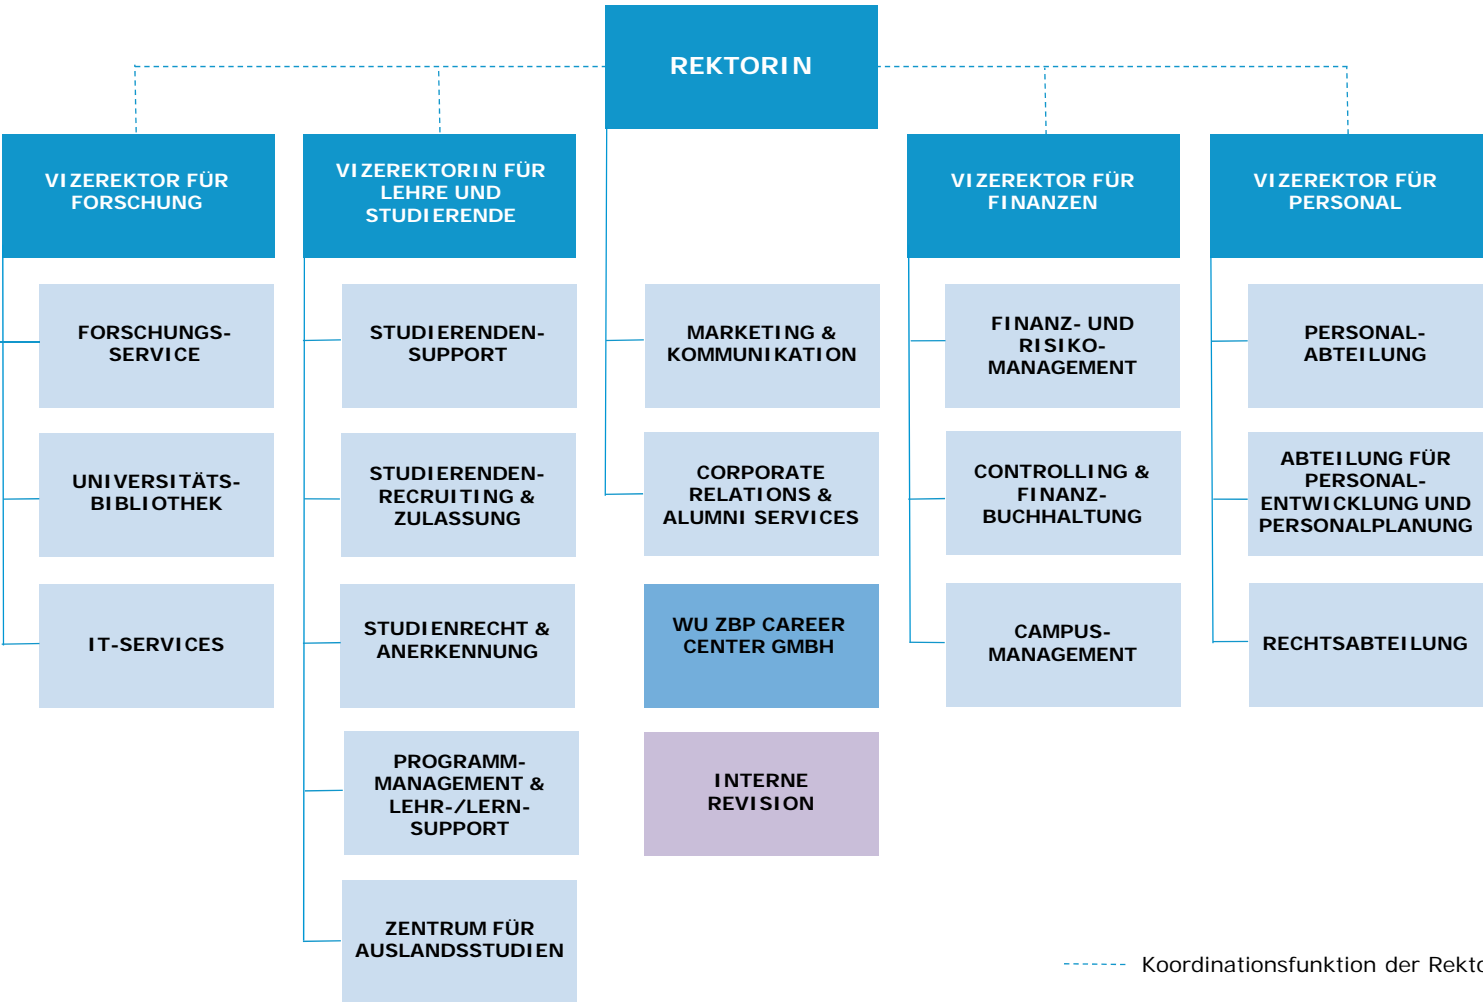 REKTORIN
VIZEREKTOR FÜR
FORSCHUNG
VIZEREKTORIN FÜR
LEHRE UND
STUDIERENDE
VIZEREKTOR FÜR
FINANZEN
VIZEREKTOR FÜR
PERSONAL
FORSCHUNGS-
SERVICE
STUDIERENDEN-
SUPPORT
MARKETING &
KOMMUNIKATION
FINANZ- UND
RISIKO-
MANAGEMENT
PERSONAL-
ABTEILUNG
UNIVERSITÄTS-
BIBLIOTHEK
STUDIERENDEN-
RECRUITING &
ZULASSUNG
CORPORATE
RELATIONS &
ALUMNI SERVICES
CONTROLLING &
FINANZ-
BUCHHALTUNG
ABTEILUNG FÜR
PERSONAL-
ENTWICKLUNG UND
PERSONALPLANUNG
IT-SERVICES
STUDIENRECHT &
ANERKENNUNG
WU ZBP CAREER
CENTER GMBH
CAMPUS-
MANAGEMENT
RECHTSABTEILUNG
PROGRAMM-
MANAGEMENT &
LEHR-/LERN-
SUPPORT
INTERNE
REVISION
ZENTRUM FÜR
AUSLANDSSTUDIEN
Koordinationsfunktion der